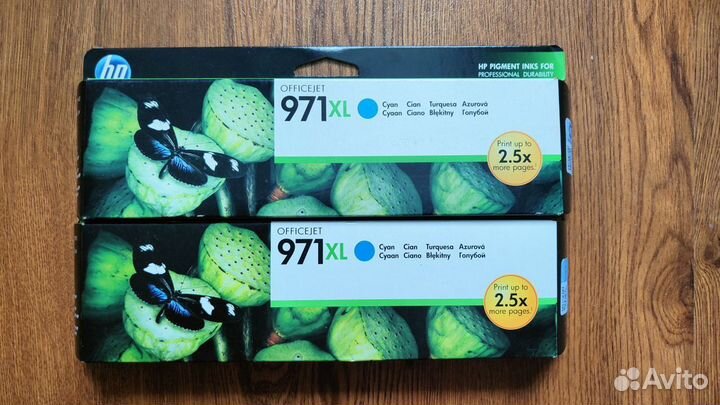 hp
HP PIGMENT INKS FOR
PROFESSIONAL DURABILITY
OFFICEJET
971XL
Cyan Cian Turquesa Azurová
Cyaan Ciano Błękitny Голубой
Print up to
2.5x
more pages.
OFFICEJET
971XL
Cyan Cian Turquesa Azurová
Cyaan Ciano Błękitny Голубой
Print up to
2.5x
more pages.
Avito